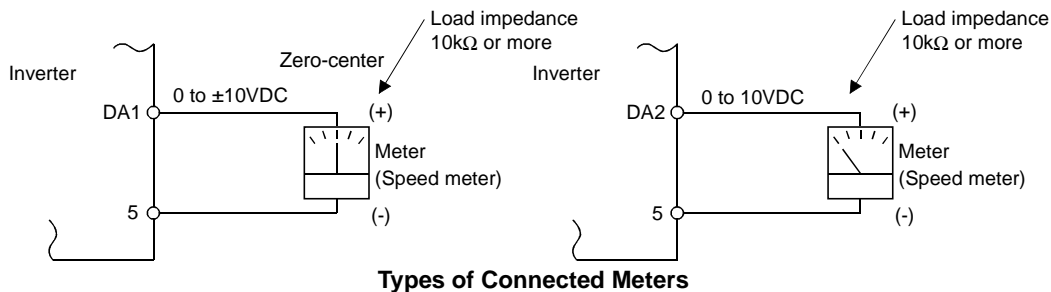 Load impedance
10kΩ or more
Zero-center
Inverter
0 to ±10VDC
DA1
(+)
Meter
(Speed meter)
5
(-)
Load impedance
10kΩ or more
Inverter
0 to 10VDC
DA2
(+)
Meter
(Speed meter)
5
(-)
Types of Connected Meters